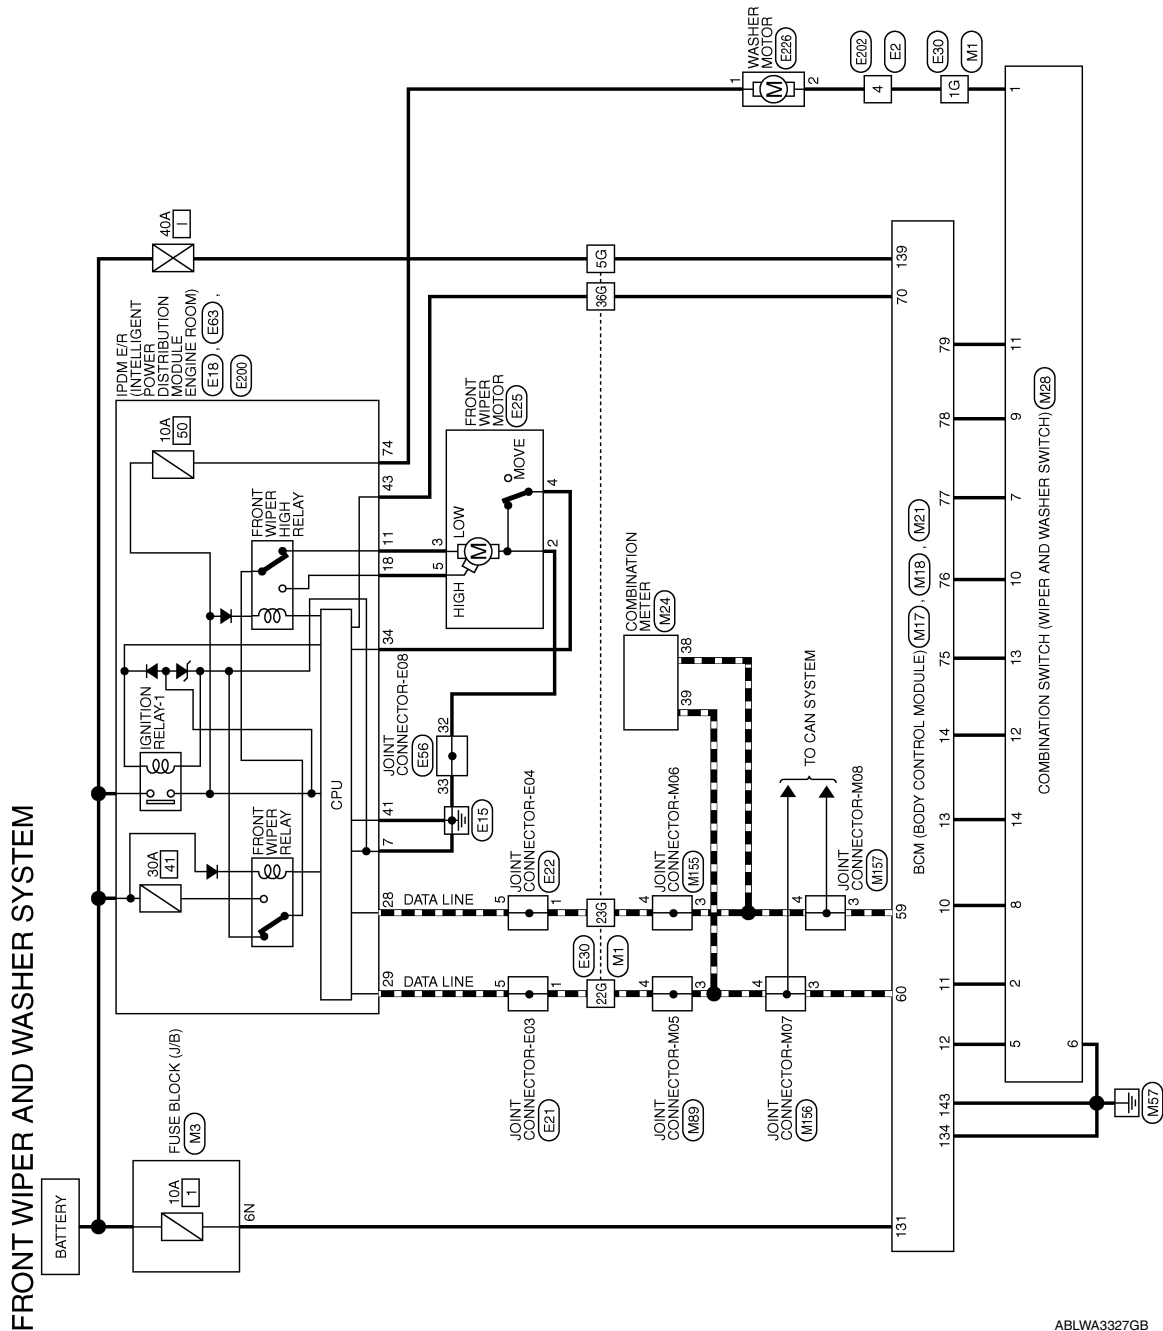 FRONT WIPER AND WASHER SYSTEM
BATTERY
FUSE BLOCK (J/B)
M3
10A
1
6N
IPDM E/R
(INTELLIGENT
POWER
DISTRIBUTION
MODULE
ENGINE ROOM)
E18 , E63 ,
E200
40A
I
30A
41
FRONT
WIPER
RELAY
IGNITION
RELAY-1
FRONT
WIPER
HIGH
RELAY
10A
50
CPU
29
28
7
41
34
18
11
43
74
DATA LINE
DATA LINE
JOINT
CONNECTOR-E08
E56
33
32
E15
FRONT
WIPER
MOTOR
E25
HIGH
LOW
MOVE
M
5
3
2
4
WASHER
MOTOR
E226
1
M
2
E202
E2
4
E30
M1
1G
JOINT
CONNECTOR-E03
E21
5
1
JOINT
CONNECTOR-E04
E22
5
1
E30
M1
22G
23G
36G
5G
JOINT
CONNECTOR-M05
M89
4
3
JOINT
CONNECTOR-M06
M155
4
3
COMBINATION
METER
M24
39
38
TO CAN SYSTEM
JOINT
CONNECTOR-M07
M156
4
3
JOINT
CONNECTOR-M08
M157
4
3
131
60
59
70
139
BCM (BODY CONTROL MODULE) M17 , M18 , M21
134
143
12
11
10
13
14
75
76
77
78
79
5
2
8
14
12
13
10
7
9
11
1
6
COMBINATION SWITCH (WIPER AND WASHER SWITCH) M28
M57
ABLWA3327GB